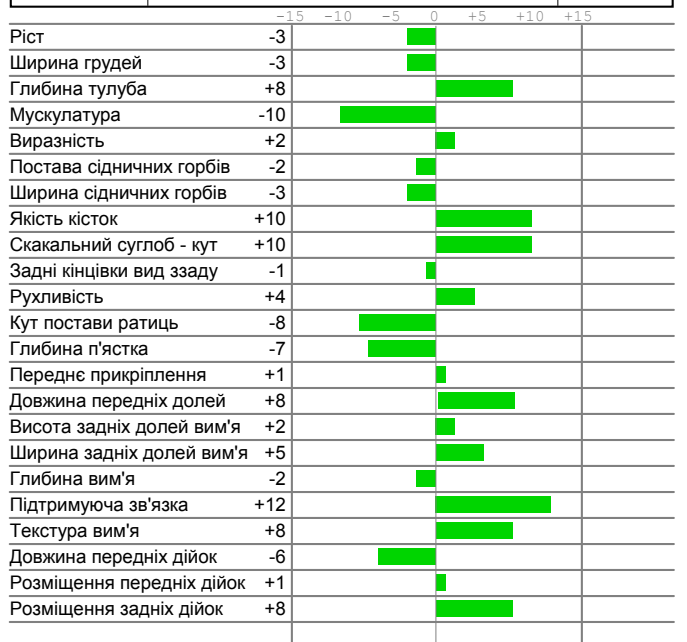 -15 -10 -5 0 +5 +10 +15
Ріст -3
Ширина грудей -3
Глибина тулуба +8
Мускулатура -10
Виразність +2
Постава сідничних горбів -2
Ширина сідничних горбів -3
Якість кісток +10
Скакальний суглоб - кут +10
Задні кінцівки вид ззаду -1
Рухливість +4
Кут постави ратиць -8
Глибина п'ястка -7
Переднє прикріплення +1
Довжина передніх долей +8
Висота задніх долей вим'я +2
Ширина задніх долей вим'я +5
Глибина вим'я -2
Підтримуюча зв'язка +12
Текстура вим'я +8
Довжина передніх дійок -6
Розміщення передніх дійок +1
Розміщення задніх дійок +8